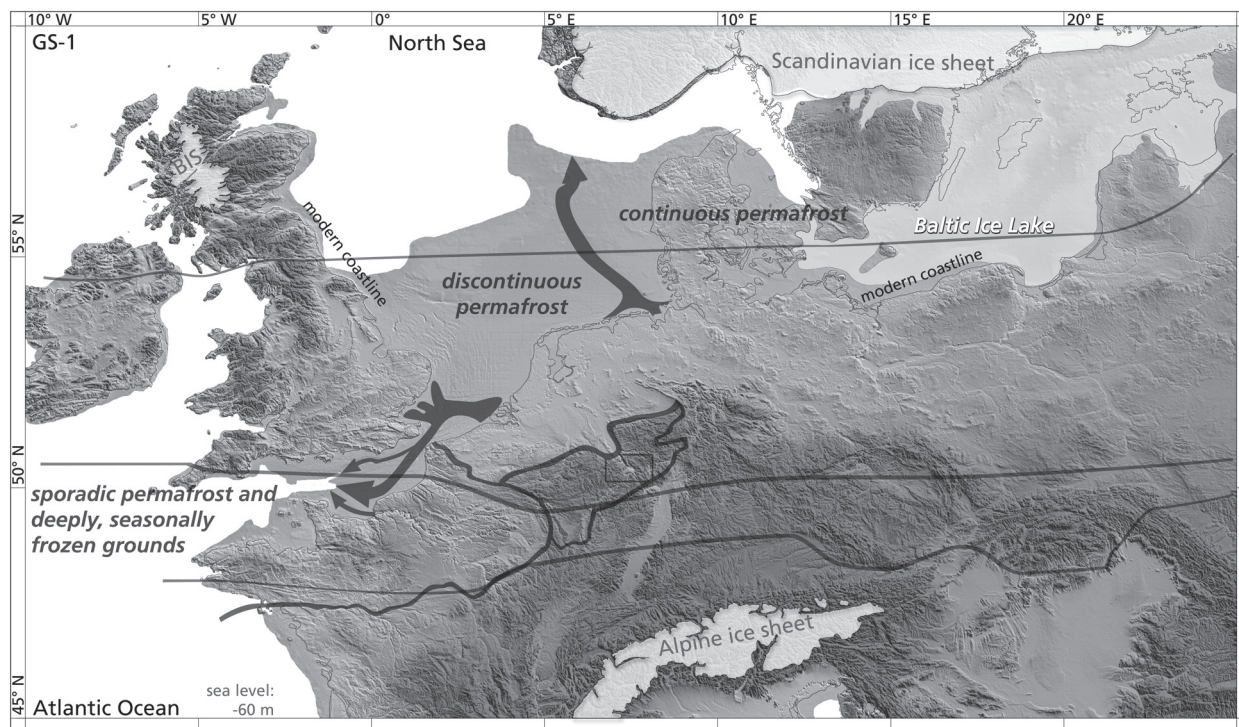 10° W
5° W
0°
5° E
10° E
15° E
20° E
GS-1
North Sea
Scandinavian ice sheet
BIS
modern coastline
continuous permafrost
Baltic Ice Lake
modern coastline
discontinuous
permafrost
55° N
50° N
45° N
sporadic permafrost and
deeply, seasonally
frozen grounds
Alpine ice sheet
sea level:
-60 m
Atlantic Ocean